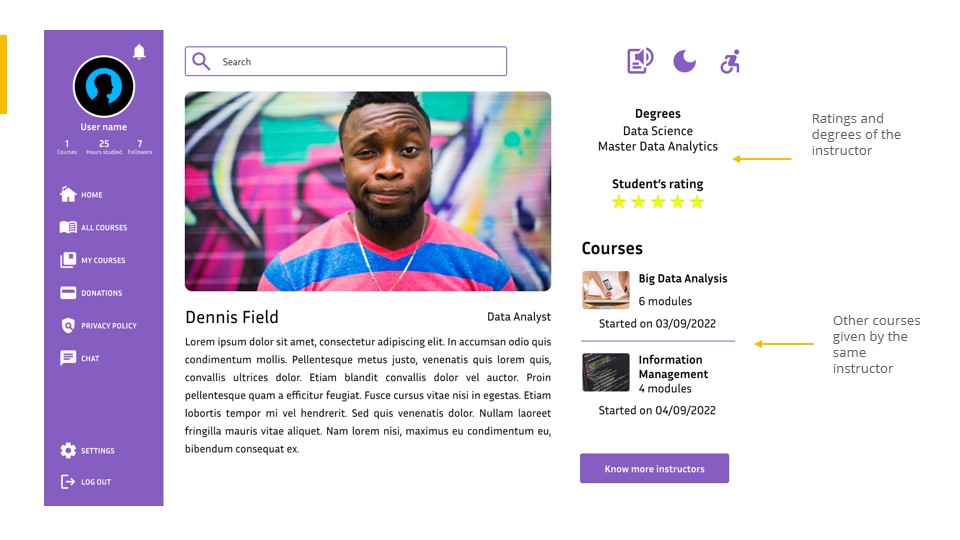 User name
1 25 7
Courses Hours studied Followers
HOME
ALL COURSES
MY COURSES
DONATIONS
PRIVACY POLICY
CHAT
SETTINGS
LOG OUT
Search
Dennis Field
Data Analyst
Lorem ipsum dolor sit amet, consectetur adipiscing elit. In accumsan odio quis
condimentum mollis. Pellentesque metus justo, venenatis quis lorem quis,
convallis ultrices dolor. Etiam blandit convallis dolor vel auctor. Proin
pellentesque quam a efficitur feugiat. Fusce cursus vitae nisi in egestas. Etiam
lobortis tempor mi vel hendrerit. Sed quis venenatis dolor. Nullam laoreet
fringilla mauris vitae aliquet. Nam lorem nisi, maximus eu condimentum eu,
bibendum consequat ex.
Degrees
Data Science
Master Data Analytics
Student’s rating
Courses
Big Data Analysis
6 modules
Started on 03/09/2022
Information
Management
4 modules
Started on 04/09/2022
Know more instructors
Ratings and
degrees of the
instructor
Other courses
given by the
same
instructor